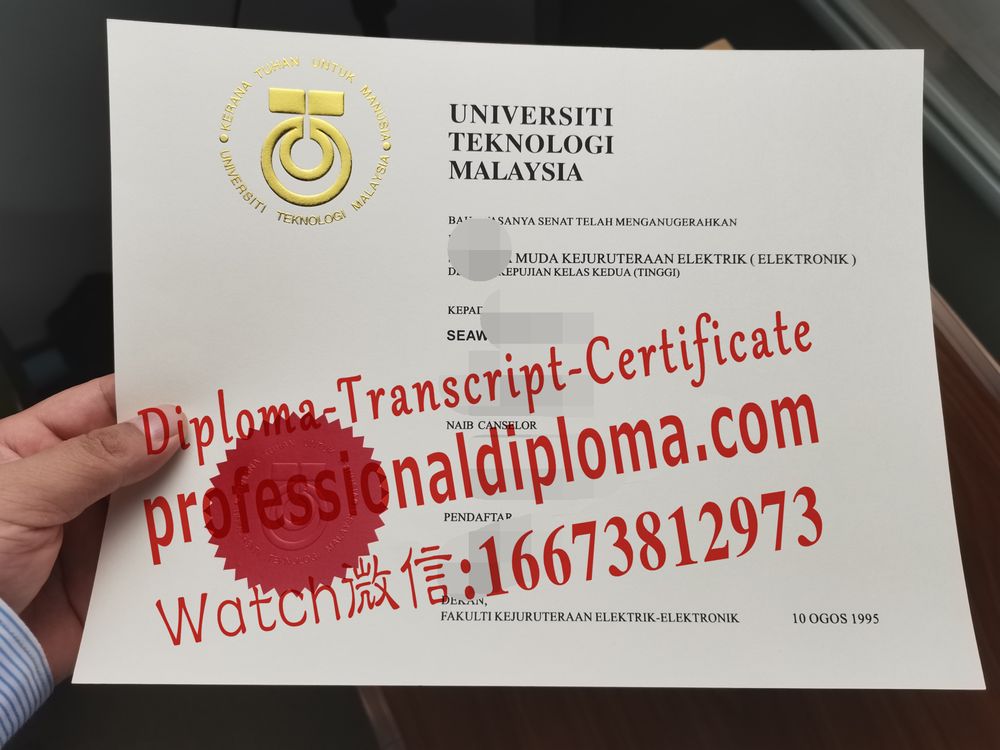 KERANA TUHAN UNTUK MANUSIA
UNIVERSITI TEKNOLOGI MALAYSIA
UNIVERSITI
TEKNOLOGI
MALAYSIA
SENAT TELAH MENGANUGERAHKAN
MUDA KEJURUTERAAN ELEKTRIK ( ELEKTRONIK )
KEPUJIAN KELAS KEDUA (TINGGI)
Diploma-Transcript-Certificate
NAIB CANSELOR
professionaldiploma.com
PENDAFTAR
Watch微信:16673812973
DEKAN,
FAKULTI KEJURUTERAAN ELEKTRIK-ELEKTRONIK
10 OGOS 1995